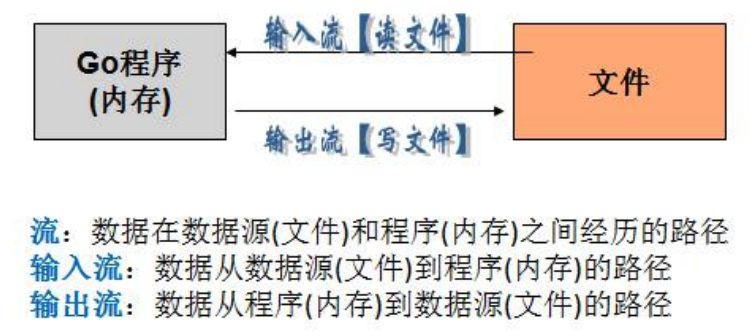 输入流【读文件】
Go程序
(内存)
文件
输出流【写文件】
流：数据在数据源(文件)和程序(内存)之间经历的路径
输入流：数据从数据源(文件)到程序(内存)的路径
输出流：数据从程序(内存)到数据源(文件)的路径